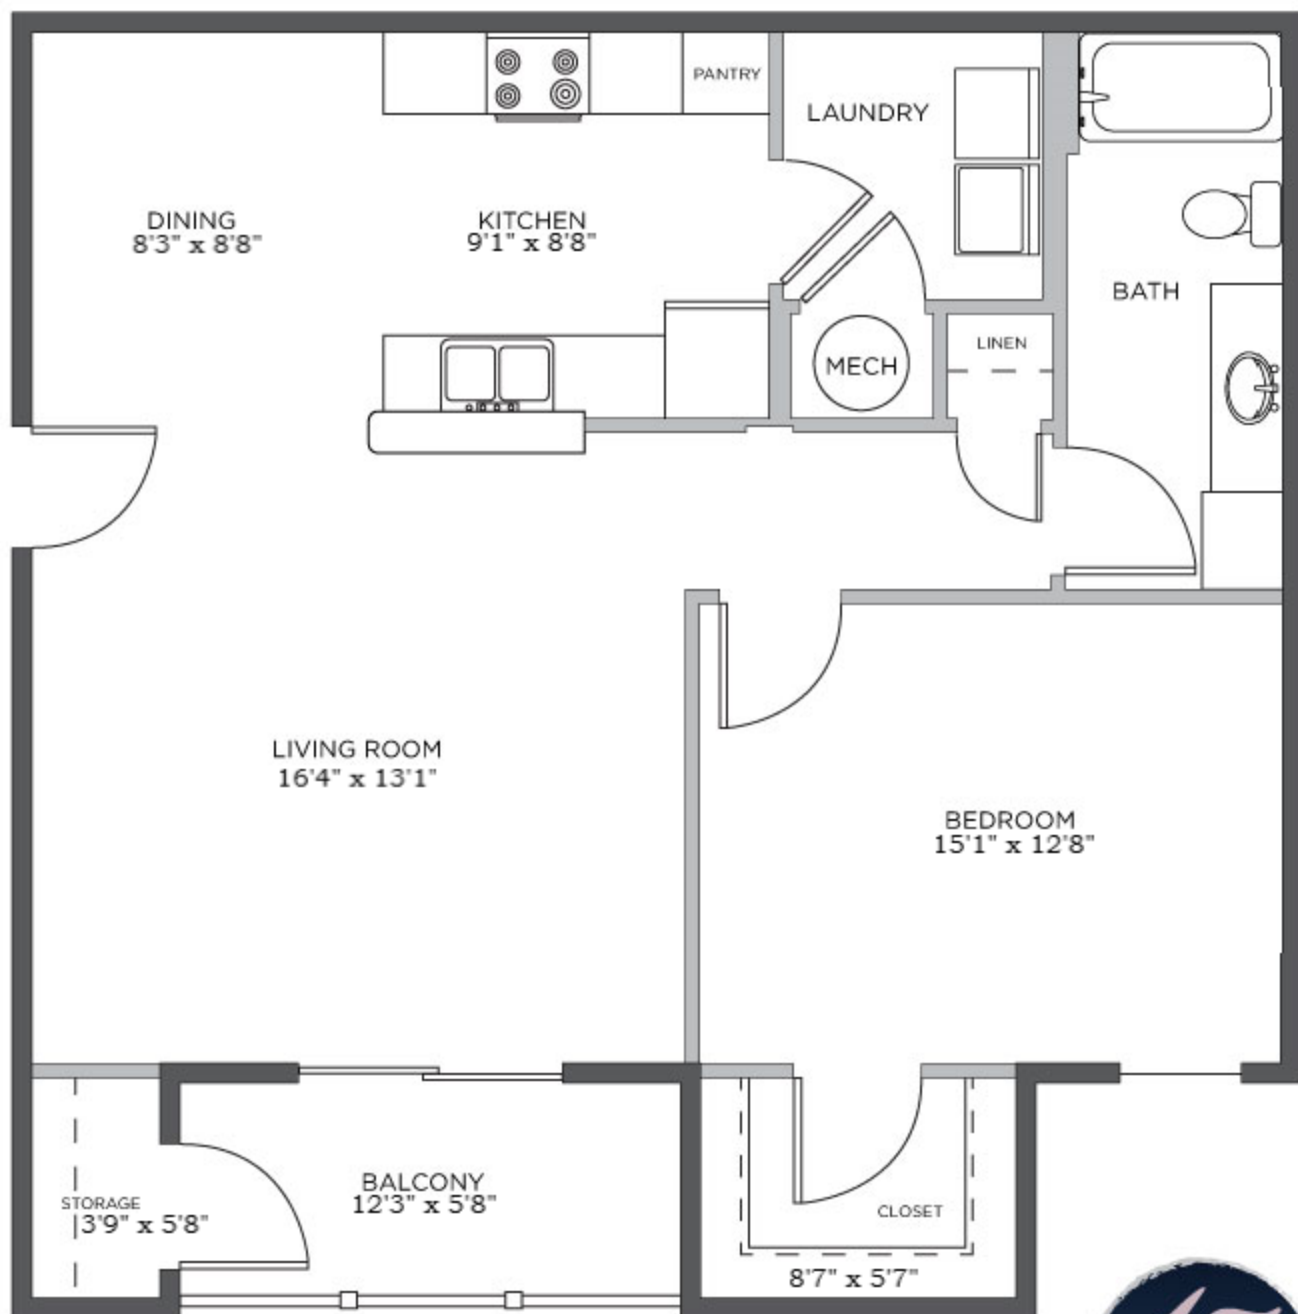 PANTRY
LAUNDRY
DINING
8'3" x 8'8"
KITCHEN
9'1" x 8'8"
BATH
LINEN
MECH
LIVING ROOM
16'4" x 13'1"
BEDROOM
15'1" x 12'8"
BALCONY
12'3" x 5'8"
STORAGE
3'9" x 5'8"
CLOSET
8'7" x 5'7"